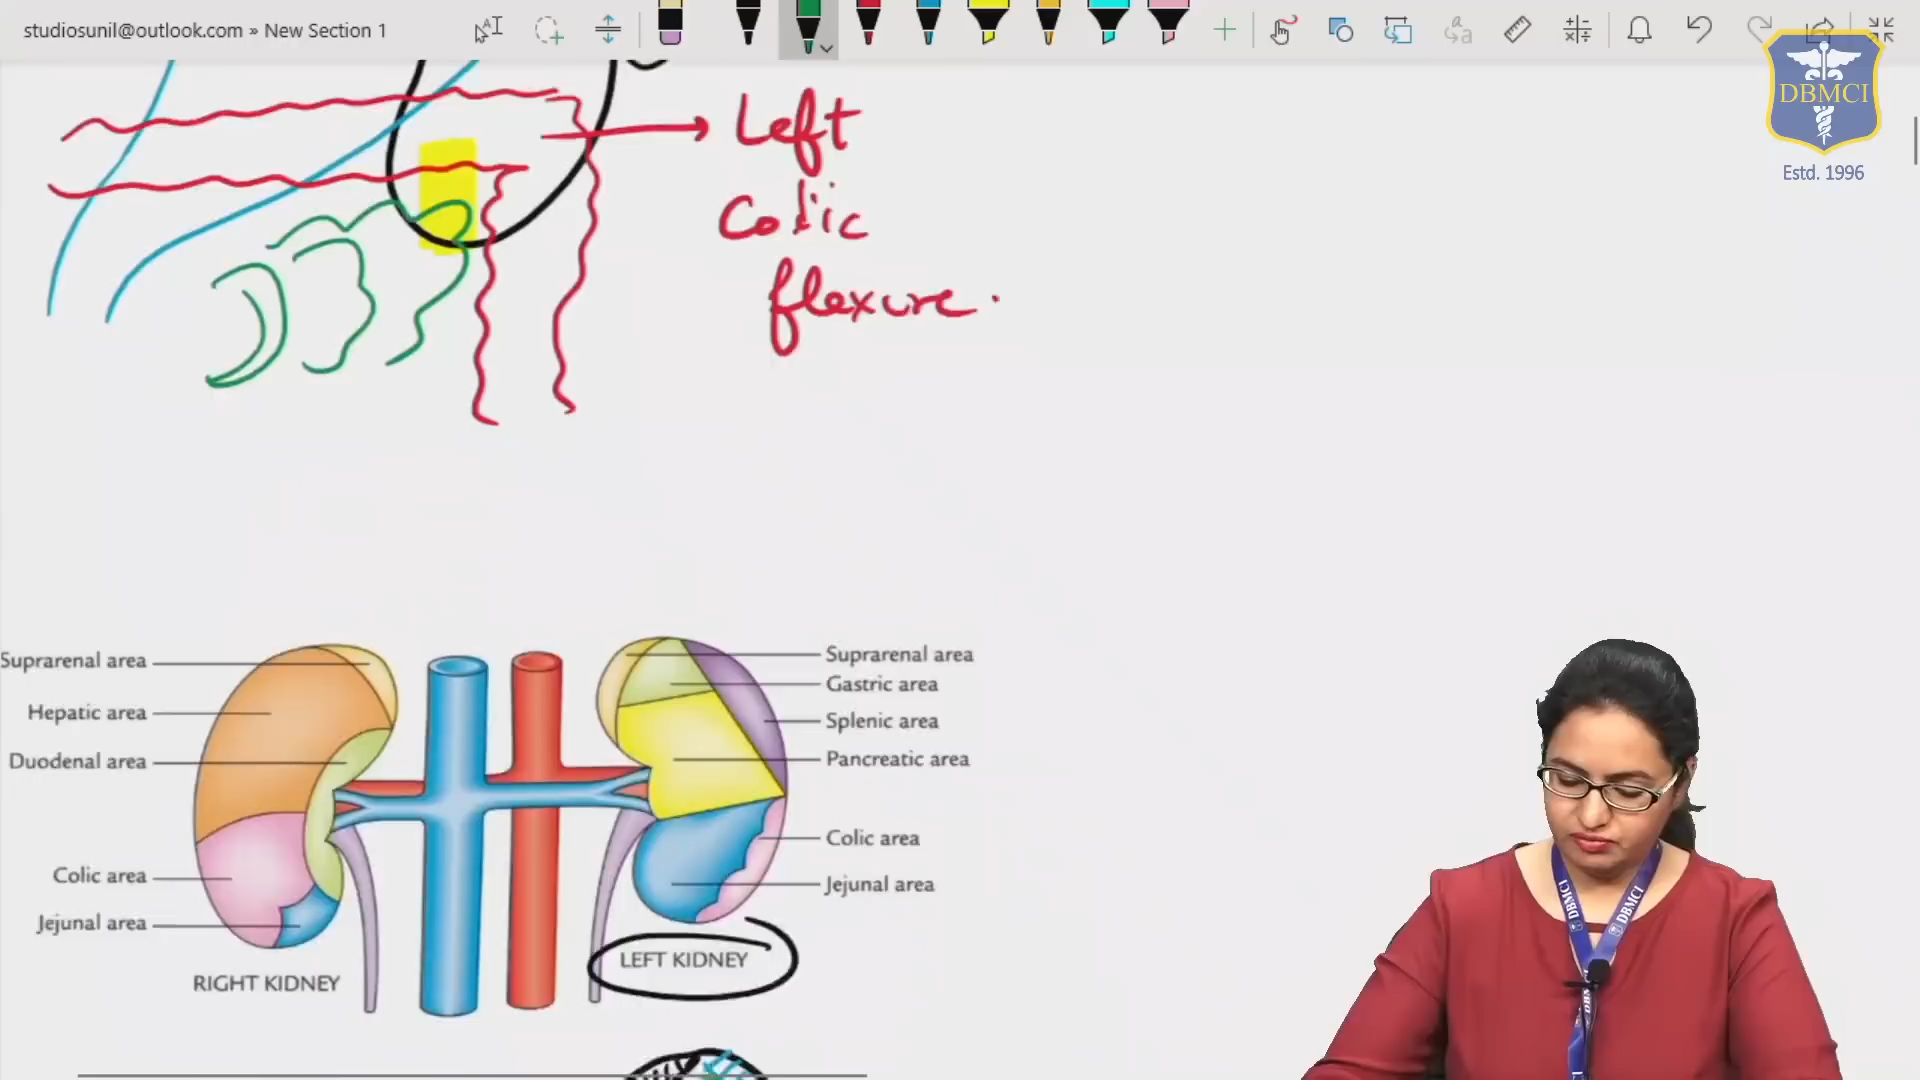 studiosunil@outlook.com » New Section 1
DBMCI
Estd. 1996
Left
Colic
flexure.
Suprarenal area
Hepatic area
Duodenal area
Colic area
Jejunal area
RIGHT KIDNEY
Suprarenal area
Gastric area
Splenic area
Pancreatic area
Colic area
Jejunal area
LEFT KIDNEY
DBMCI
DBMCI